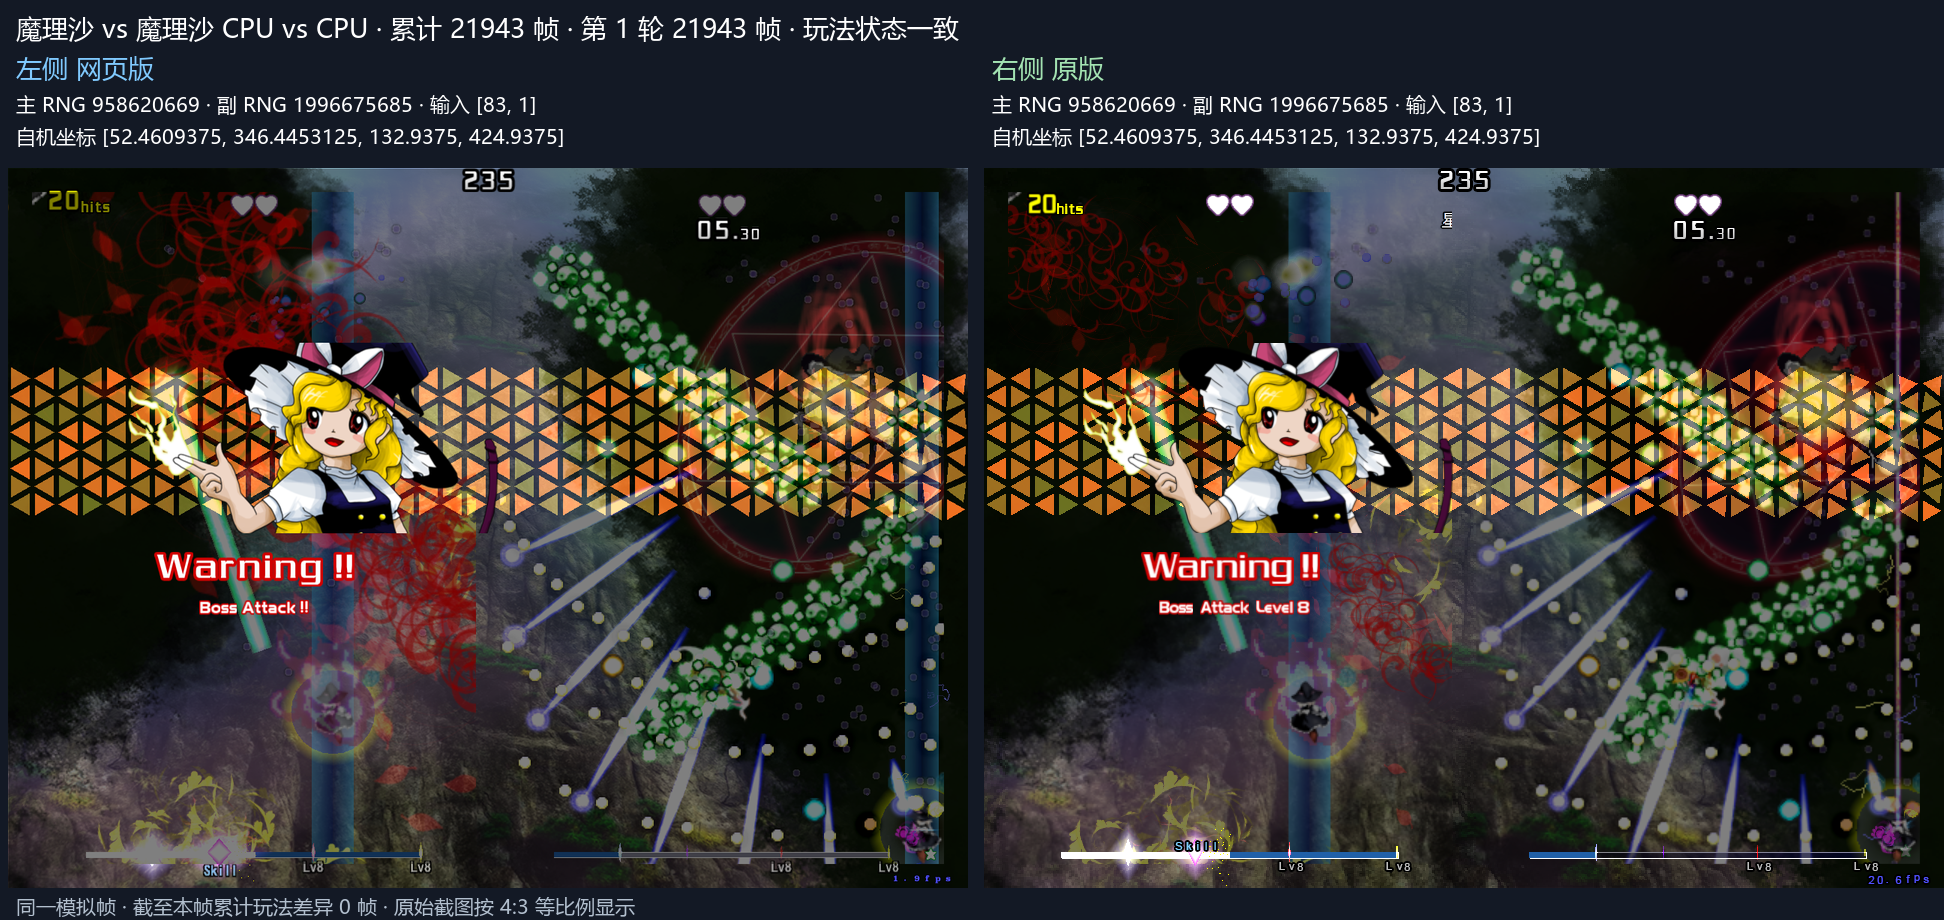 魔理沙 vs 魔理沙 CPU vs CPU · 累计 21943 帧 · 第 1 轮 21943 帧 · 玩法状态一致
左侧 网页版
主 RNG 958620669 · 副 RNG 1996675685 · 输入 [83, 1]
自机坐标 [52.4609375, 346.4453125, 132.9375, 424.9375]
235
20hits
05.30
Warning !!
Boss Attack !!
Skill
Lv8
Lv8
Lv8
Lv8
1.9fps
右侧 原版
主 RNG 958620669 · 副 RNG 1996675685 · 输入 [83, 1]
自机坐标 [52.4609375, 346.4453125, 132.9375, 424.9375]
235
20hits
05.30
Warning !!
Boss Attack Level 8
Skill
Lv8
Lv8
Lv8
Lv8
20.6fps
同一模拟帧 · 截至本帧累计玩法差异 0 帧 · 原始截图按 4:3 等比例显示